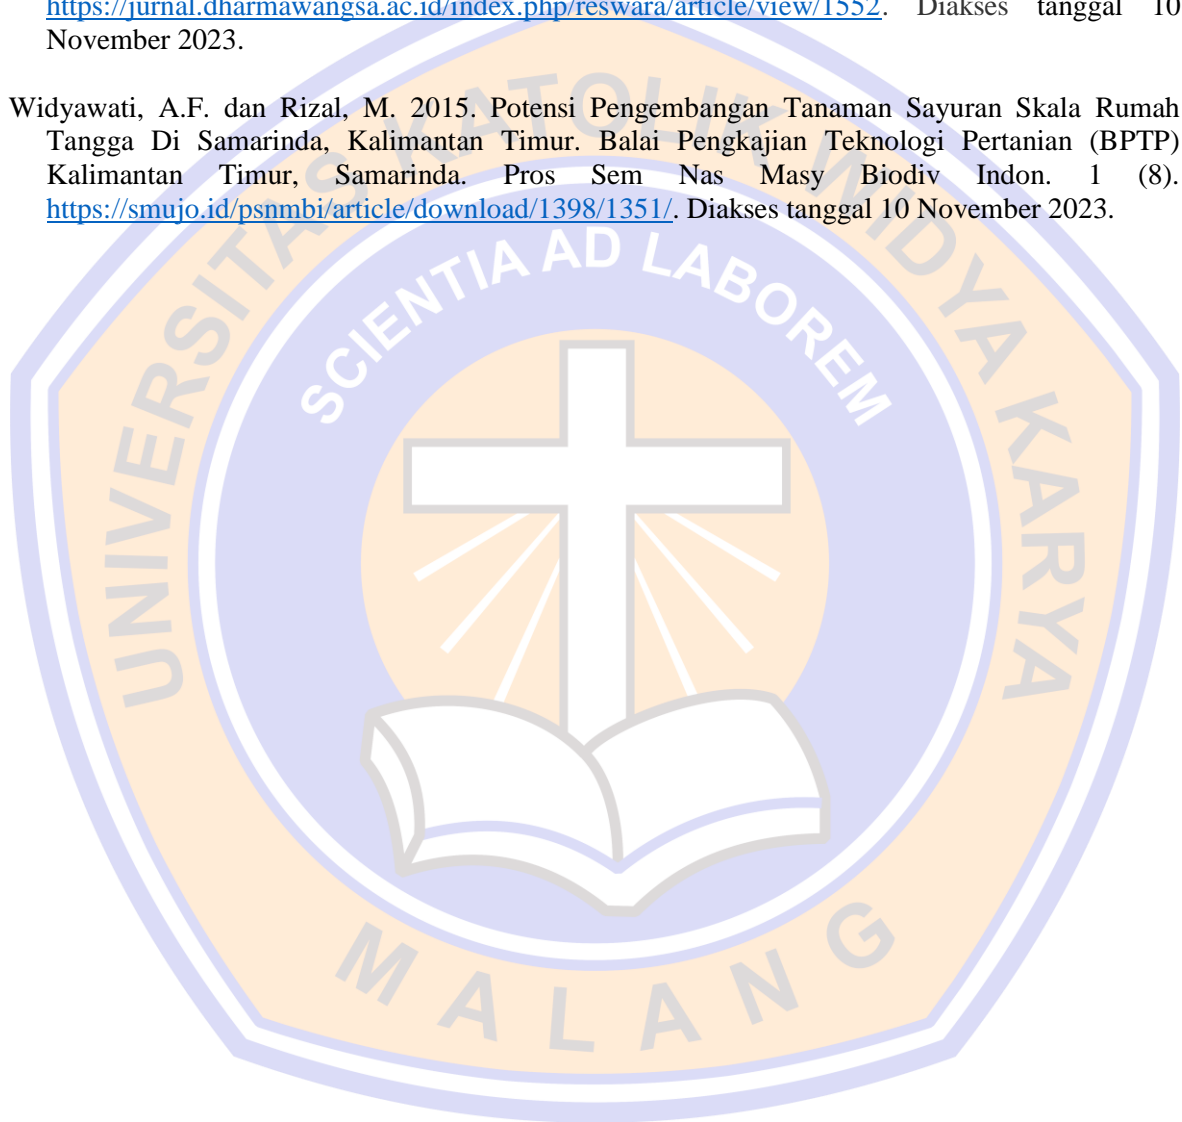 https://jurnal.dharmawangsa.ac.id/index.php/reswara/article/view/1552. Diakses tanggal 10
November 2023.
Widyawati, A.F. dan Rizal, M. 2015. Potensi Pengembangan Tanaman Sayuran Skala Rumah
Tangga Di Samarinda, Kalimantan Timur. Balai Pengkajian Teknologi Pertanian (BPTP)
Kalimantan Timur, Samarinda. Pros Sem Nas Masy Biodiv Indon. 1 (8).
https://smujo.id/psnmbi/article/download/1398/1351/. Diakses tanggal 10 November 2023.
UNIVERSITAS KATOLIK WIDYA KARYA
SCIENTIA AD LABOREM
MALANG